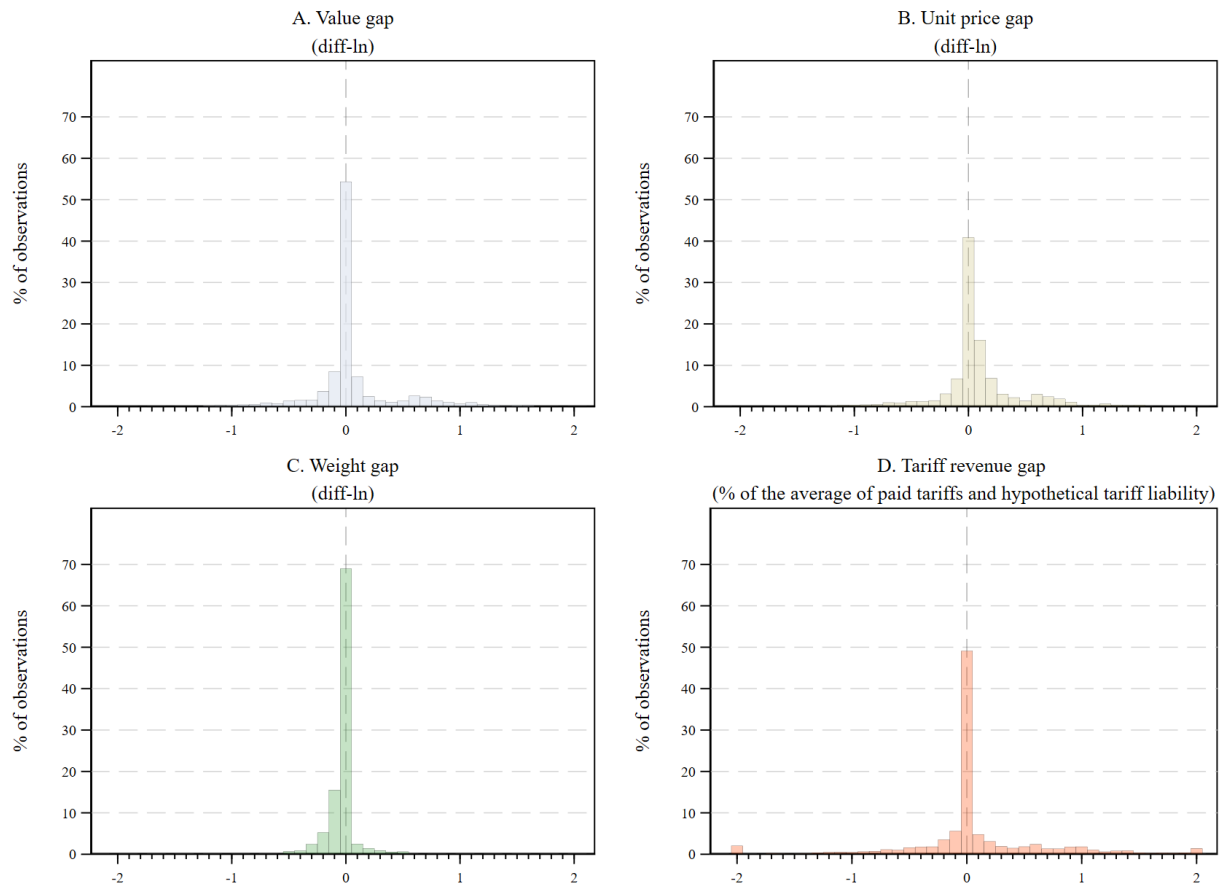 A. Value gap
(diff-ln)
% of observations
70
60
50
40
30
20
10
0
-2 -1 0 1 2
B. Unit price gap
(diff-ln)
% of observations
70
60
50
40
30
20
10
0
-2 -1 0 1 2
C. Weight gap
(diff-ln)
% of observations
70
60
50
40
30
20
10
0
-2 -1 0 1 2
D. Tariff revenue gap
(% of the average of paid tariffs and hypothetical tariff liability)
% of observations
70
60
50
40
30
20
10
0
-2 -1 0 1 2